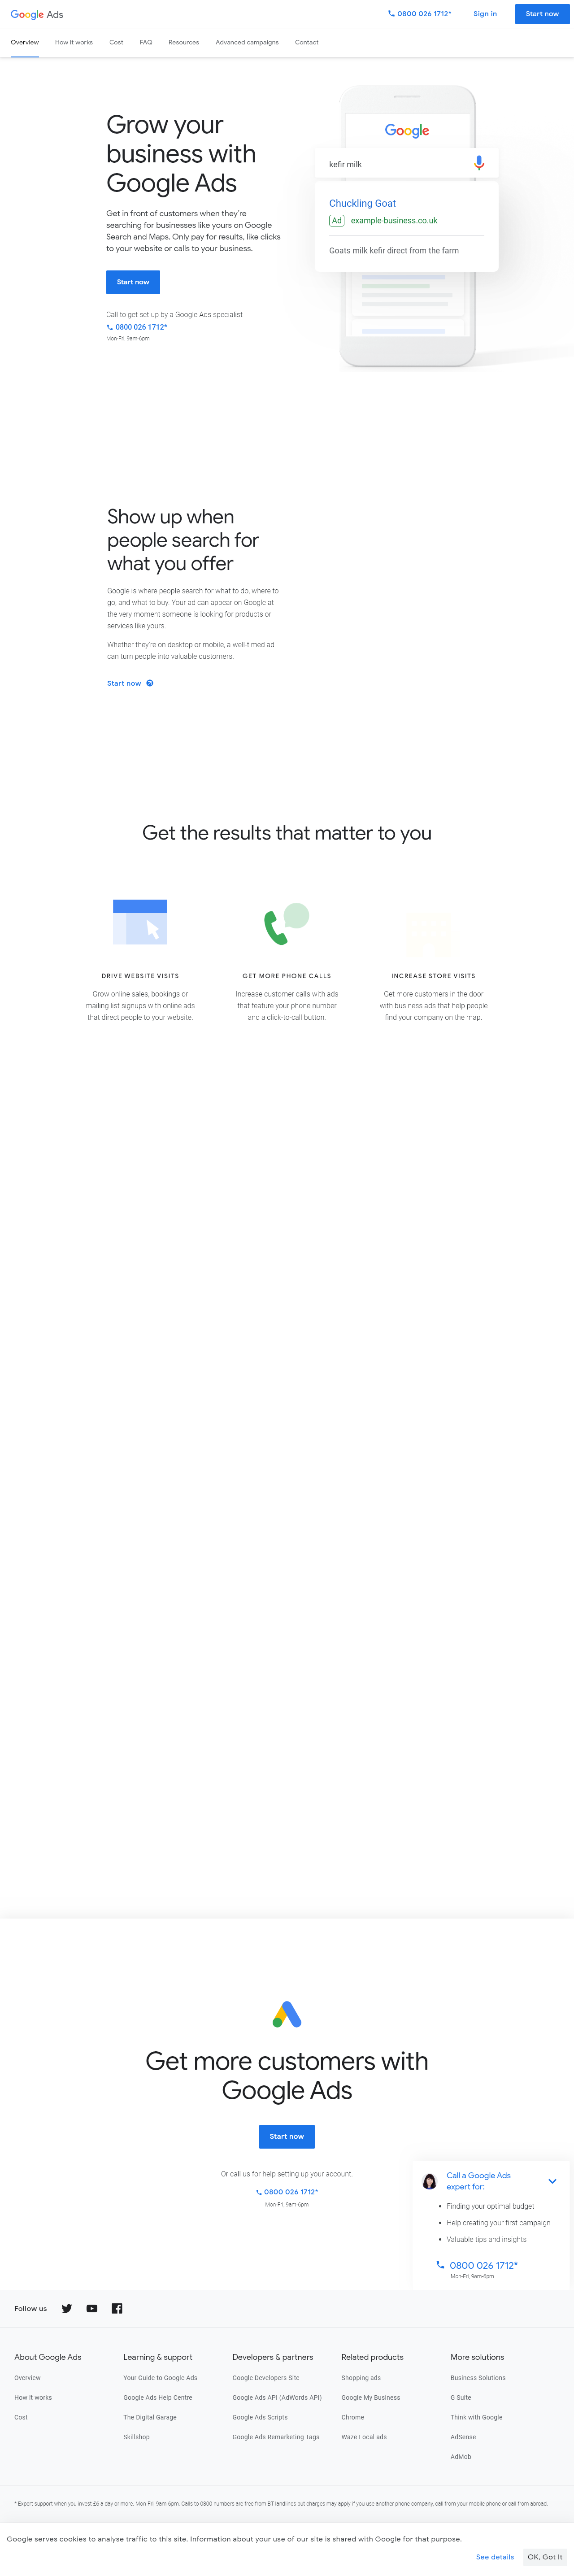 Google Ads
0800 026 1712*
Sign in
Start now
Overview
How it works
Cost
FAQ
Resources
Advanced campaigns
Contact
Grow your
business with
Google Ads
Get in front of customers when they're
searching for businesses like yours on Google
Search and Maps. Only pay for results, like clicks
to your website or calls to your business.
Start now
Call to get set up by a Google Ads specialist
0800 026 1712*
Mon-Fri, 9am-6pm
Google
kefir milk
Chuckling Goat
Ad example-business.co.uk
Goats milk kefir direct from the farm
Show up when
people search for
what you offer
Google is where people search for what to do, where to
go, and what to buy. Your ad can appear on Google at
the very moment someone is looking for products or
services like yours.
Whether they're on desktop or mobile, a well-timed ad
can turn people into valuable customers.
Start now
Get the results that matter to you
DRIVE WEBSITE VISITS
Grow online sales, bookings or
mailing list signups with online ads
that direct people to your website.
GET MORE PHONE CALLS
Increase customer calls with ads
that feature your phone number
and a click-to-call button.
INCREASE STORE VISITS
Get more customers in the door
with business ads that help people
find your company on the map.
Get more customers with
Google Ads
Start now
Or call us for help setting up your account.
0800 026 1712*
Mon-Fri, 9am-6pm
Call a Google Ads
expert for:
Finding your optimal budget
Help creating your first campaign
Valuable tips and insights
0800 026 1712*
Mon-Fri, 9am-6pm
Follow us
About Google Ads
Overview
How it works
Cost
Learning & support
Your Guide to Google Ads
Google Ads Help Centre
The Digital Garage
Skillshop
Developers & partners
Google Developers Site
Google Ads API (AdWords API)
Google Ads Scripts
Google Ads Remarketing Tags
Related products
Shopping ads
Google My Business
Chrome
Waze Local ads
More solutions
Business Solutions
G Suite
Think with Google
AdSense
AdMob
* Expert support when you invest £6 a day or more. Mon-Fri, 9am-6pm. Calls to 0800 numbers are free from BT landlines but charges may apply if you use another phone company, call from your mobile phone or call from abroad.
Google serves cookies to analyse traffic to this site. Information about your use of our site is shared with Google for that purpose.
See details
OK, Got It